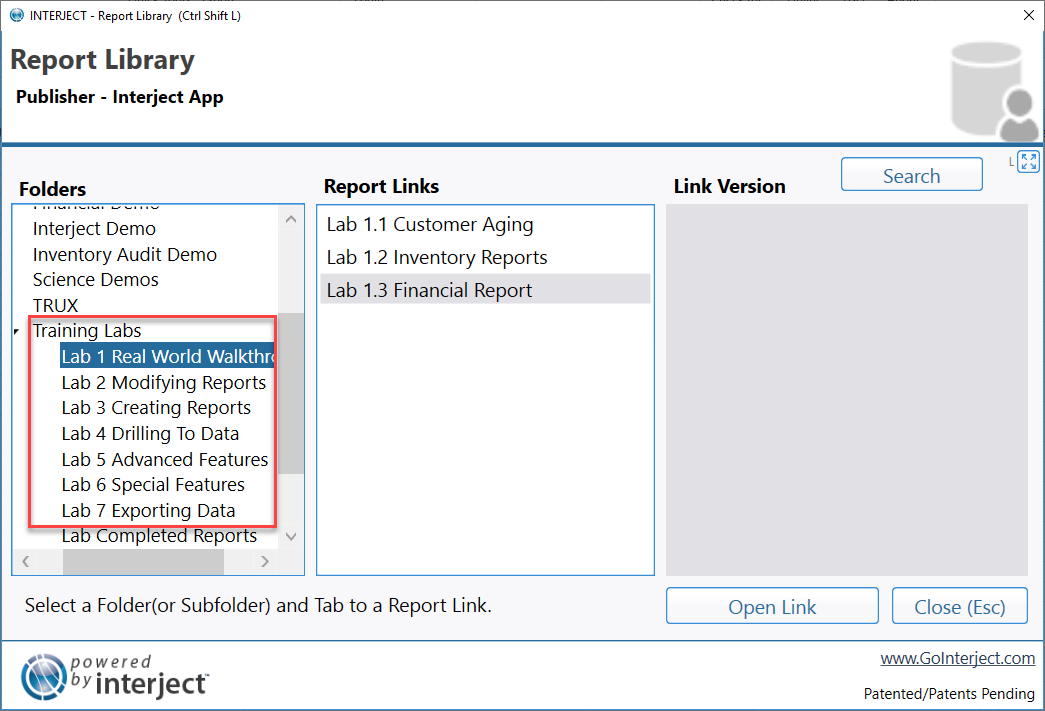 INTERJECT - Report Library (Ctrl Shift L)
Report Library
Publisher - Interject App
Folders
Report Links
Link Version
Search
L
Financial Demo
Interject Demo
Inventory Audit Demo
Science Demos
TRUX
Training Labs
Lab 1 Real World Walkthro
Lab 2 Modifying Reports
Lab 3 Creating Reports
Lab 4 Drilling To Data
Lab 5 Advanced Features
Lab 6 Special Features
Lab 7 Exporting Data
Lab Completed Reports
Lab 1.1 Customer Aging
Lab 1.2 Inventory Reports
Lab 1.3 Financial Report
Select a Folder(or Subfolder) and Tab to a Report Link.
Open Link
Close (Esc)
powered
by interject™
www.GoInterject.com
Patented/Patents Pending